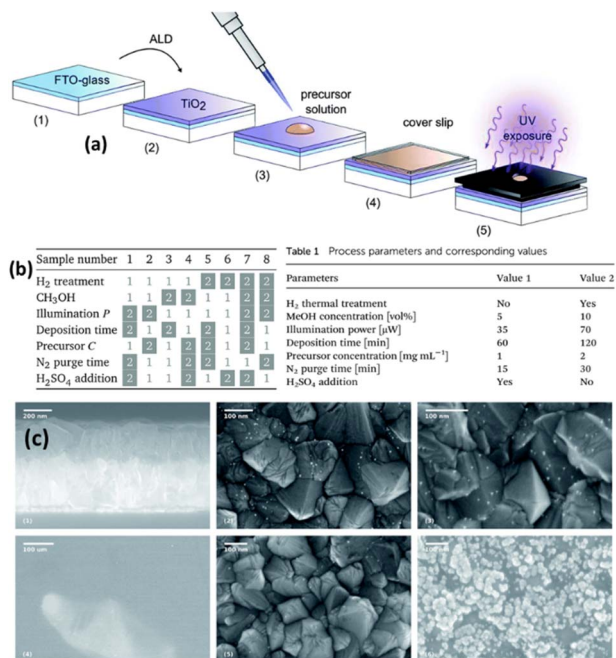 ALD
FTO-glass
TiO₂
precursor
solution
cover slip
UV
exposure
(1)
(a)
(2)
(3)
(4)
(5)
(b)
Sample number 1 2 3 4 5 6 7 8
H₂ treatment 1 1 1 1 2 2 2 2
CH₃OH 1 1 2 2 1 1 2 2
Illumination P 2 2 1 1 1 1 2 2
Deposition time 2 1 2 1 2 1 2 1
Precursor C 1 2 1 2 2 1 2 1
N₂ purge time 2 1 1 2 2 1 1 2
H₂SO₄ addition 2 1 1 2 1 2 2 1
Table 1 Process parameters and corresponding values
Parameters Value 1 Value 2
H₂ thermal treatment No Yes
MeOH concentration [vol%] 5 10
Illumination power [μW] 35 70
Deposition time [min] 60 120
Precursor concentration [mg mL⁻¹] 1 2
N₂ purge time [min] 15 30
H₂SO₄ addition Yes No
(c)
200 nm
100 nm
100 nm
(1)
(2)
(3)
100 μm
100 nm
100 nm
(4)
(5)